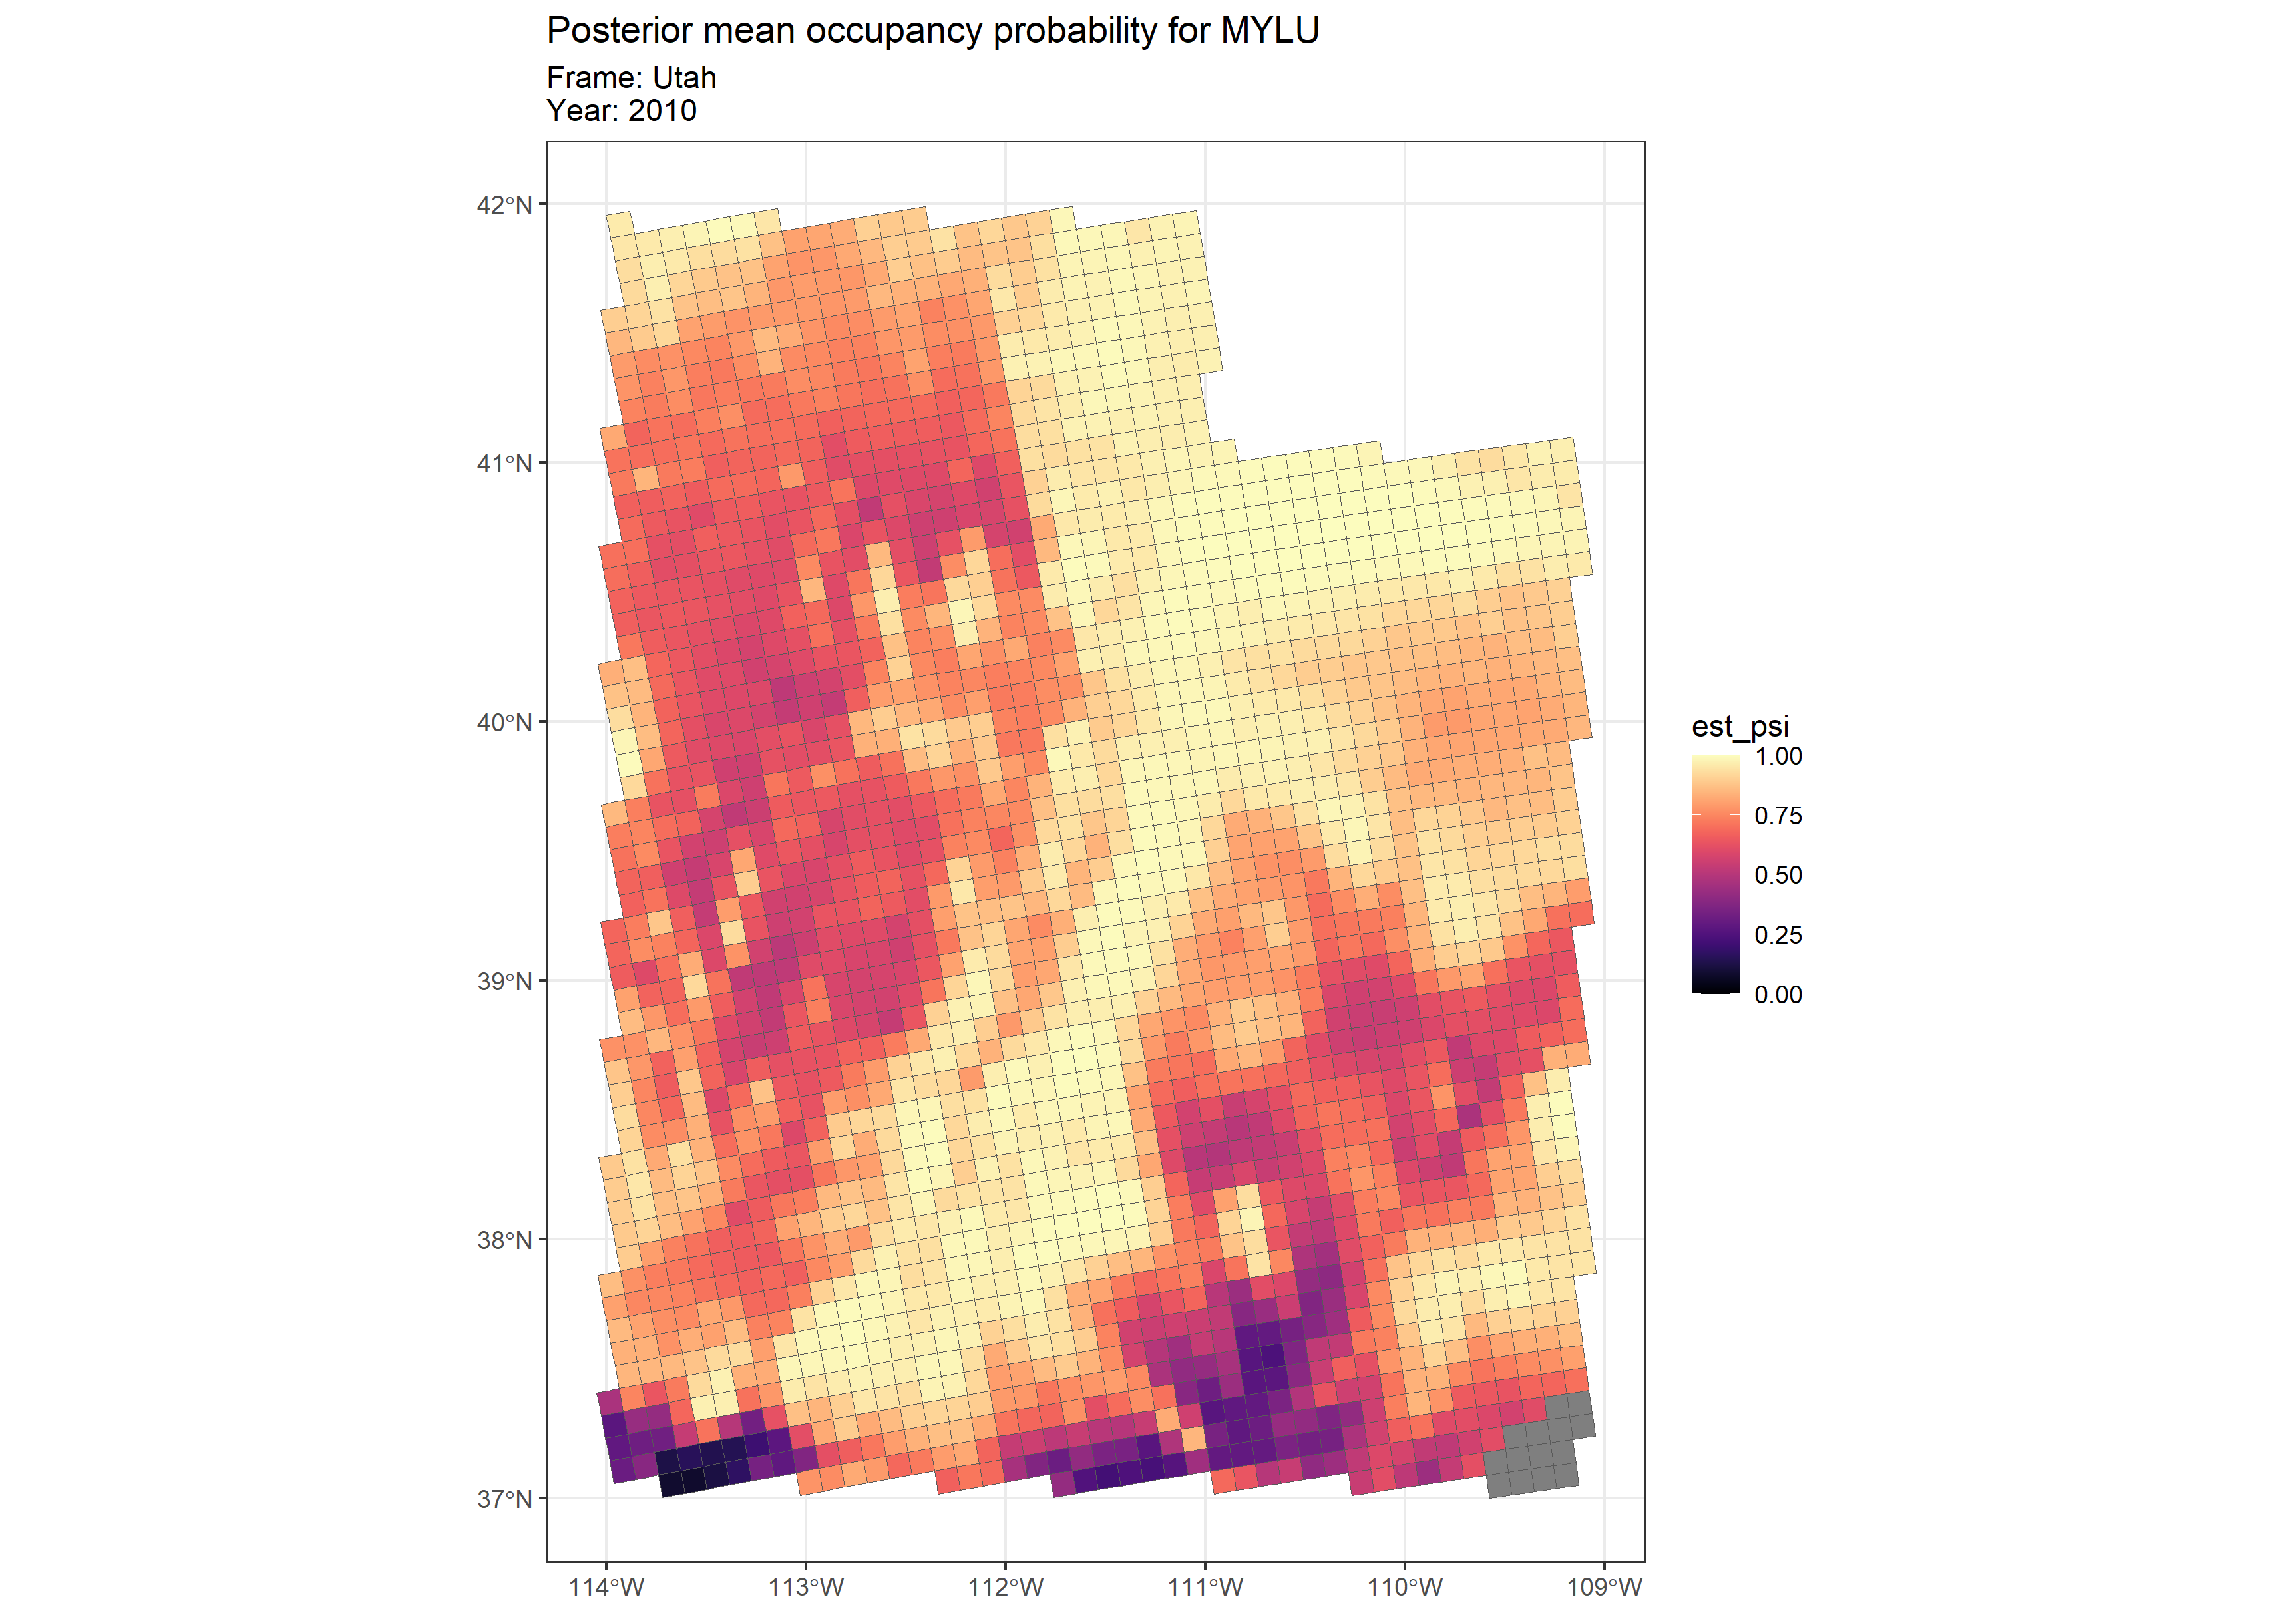 Posterior mean occupancy probability for MYLU
Frame: Utah
Year: 2010
42°N
41°N
40°N
39°N
38°N
37°N
114°W
113°W
112°W
111°W
110°W
109°W
est_psi
1.00
0.75
0.50
0.25
0.00